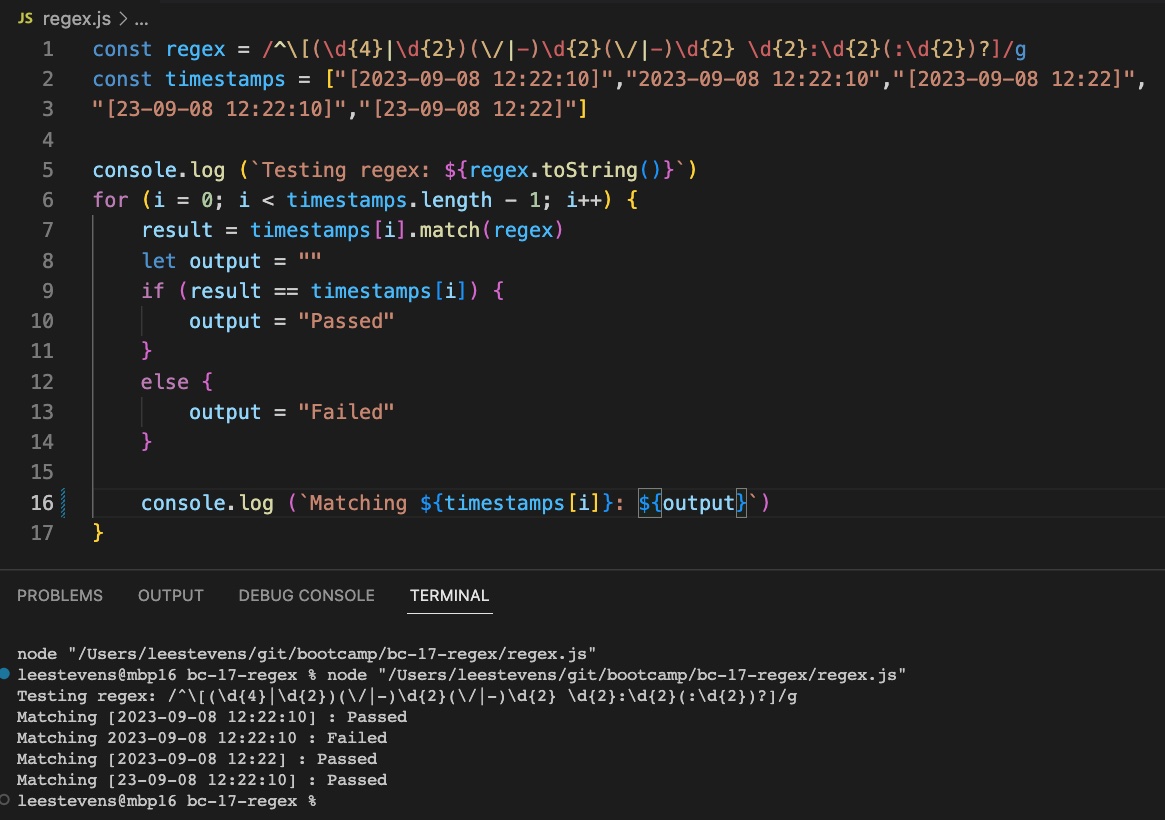 JS regex.js > ...
1 const regex = /^\[(\d{4}|\d{2})(\/|-)\d{2}(\/|-)\d{2} \d{2}:\d{2}(:\d{2})?]/g
2 const timestamps = ["[2023-09-08 12:22:10]","2023-09-08 12:22:10","[2023-09-08 12:22]",
3 "[23-09-08 12:22:10]","[23-09-08 12:22]"]
4
5 console.log (`Testing regex: ${regex.toString()}`)
6 for (i = 0; i < timestamps.length - 1; i++) {
7     result = timestamps[i].match(regex)
8     let output = ""
9     if (result == timestamps[i]) {
10         output = "Passed"
11     }
12     else {
13         output = "Failed"
14     }
15
16     console.log (`Matching ${timestamps[i]}: ${output}`)
17 }
PROBLEMS OUTPUT DEBUG CONSOLE TERMINAL
node "/Users/leestevens/git/bootcamp/bc-17-regex/regex.js"
leestevens@mbp16 bc-17-regex % node "/Users/leestevens/git/bootcamp/bc-17-regex/regex.js"
Testing regex: /^\[(\d{4}|\d{2})(\/|-)\d{2}(\/|-)\d{2} \d{2}:\d{2}(:\d{2})?]/g
Matching [2023-09-08 12:22:10] : Passed
Matching 2023-09-08 12:22:10 : Failed
Matching [2023-09-08 12:22] : Passed
Matching [23-09-08 12:22:10] : Passed
leestevens@mbp16 bc-17-regex %